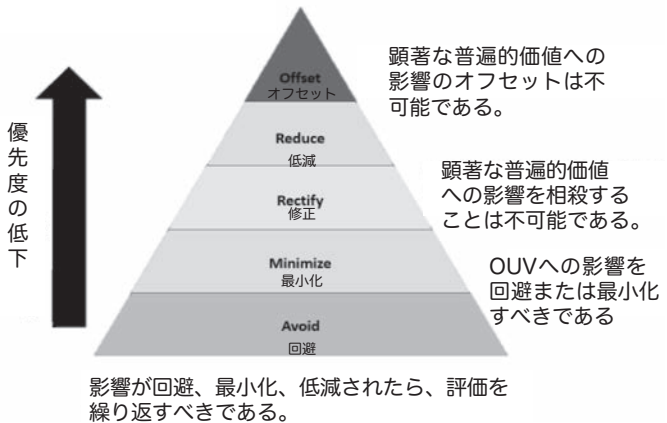 Offset
オフセット
顕著な普遍的価値への
影響のオフセットは不
可能である。
優先度の低下
Reduce
低減
Rectify
修正
顕著な普遍的価値
への影響を相殺する
ことは不可能である。
Minimize
最小化
OUVへの影響を
回避または最小化
すべきである
Avoid
回避
影響が回避、最小化、低減されたら、評価を
繰り返すべきである。